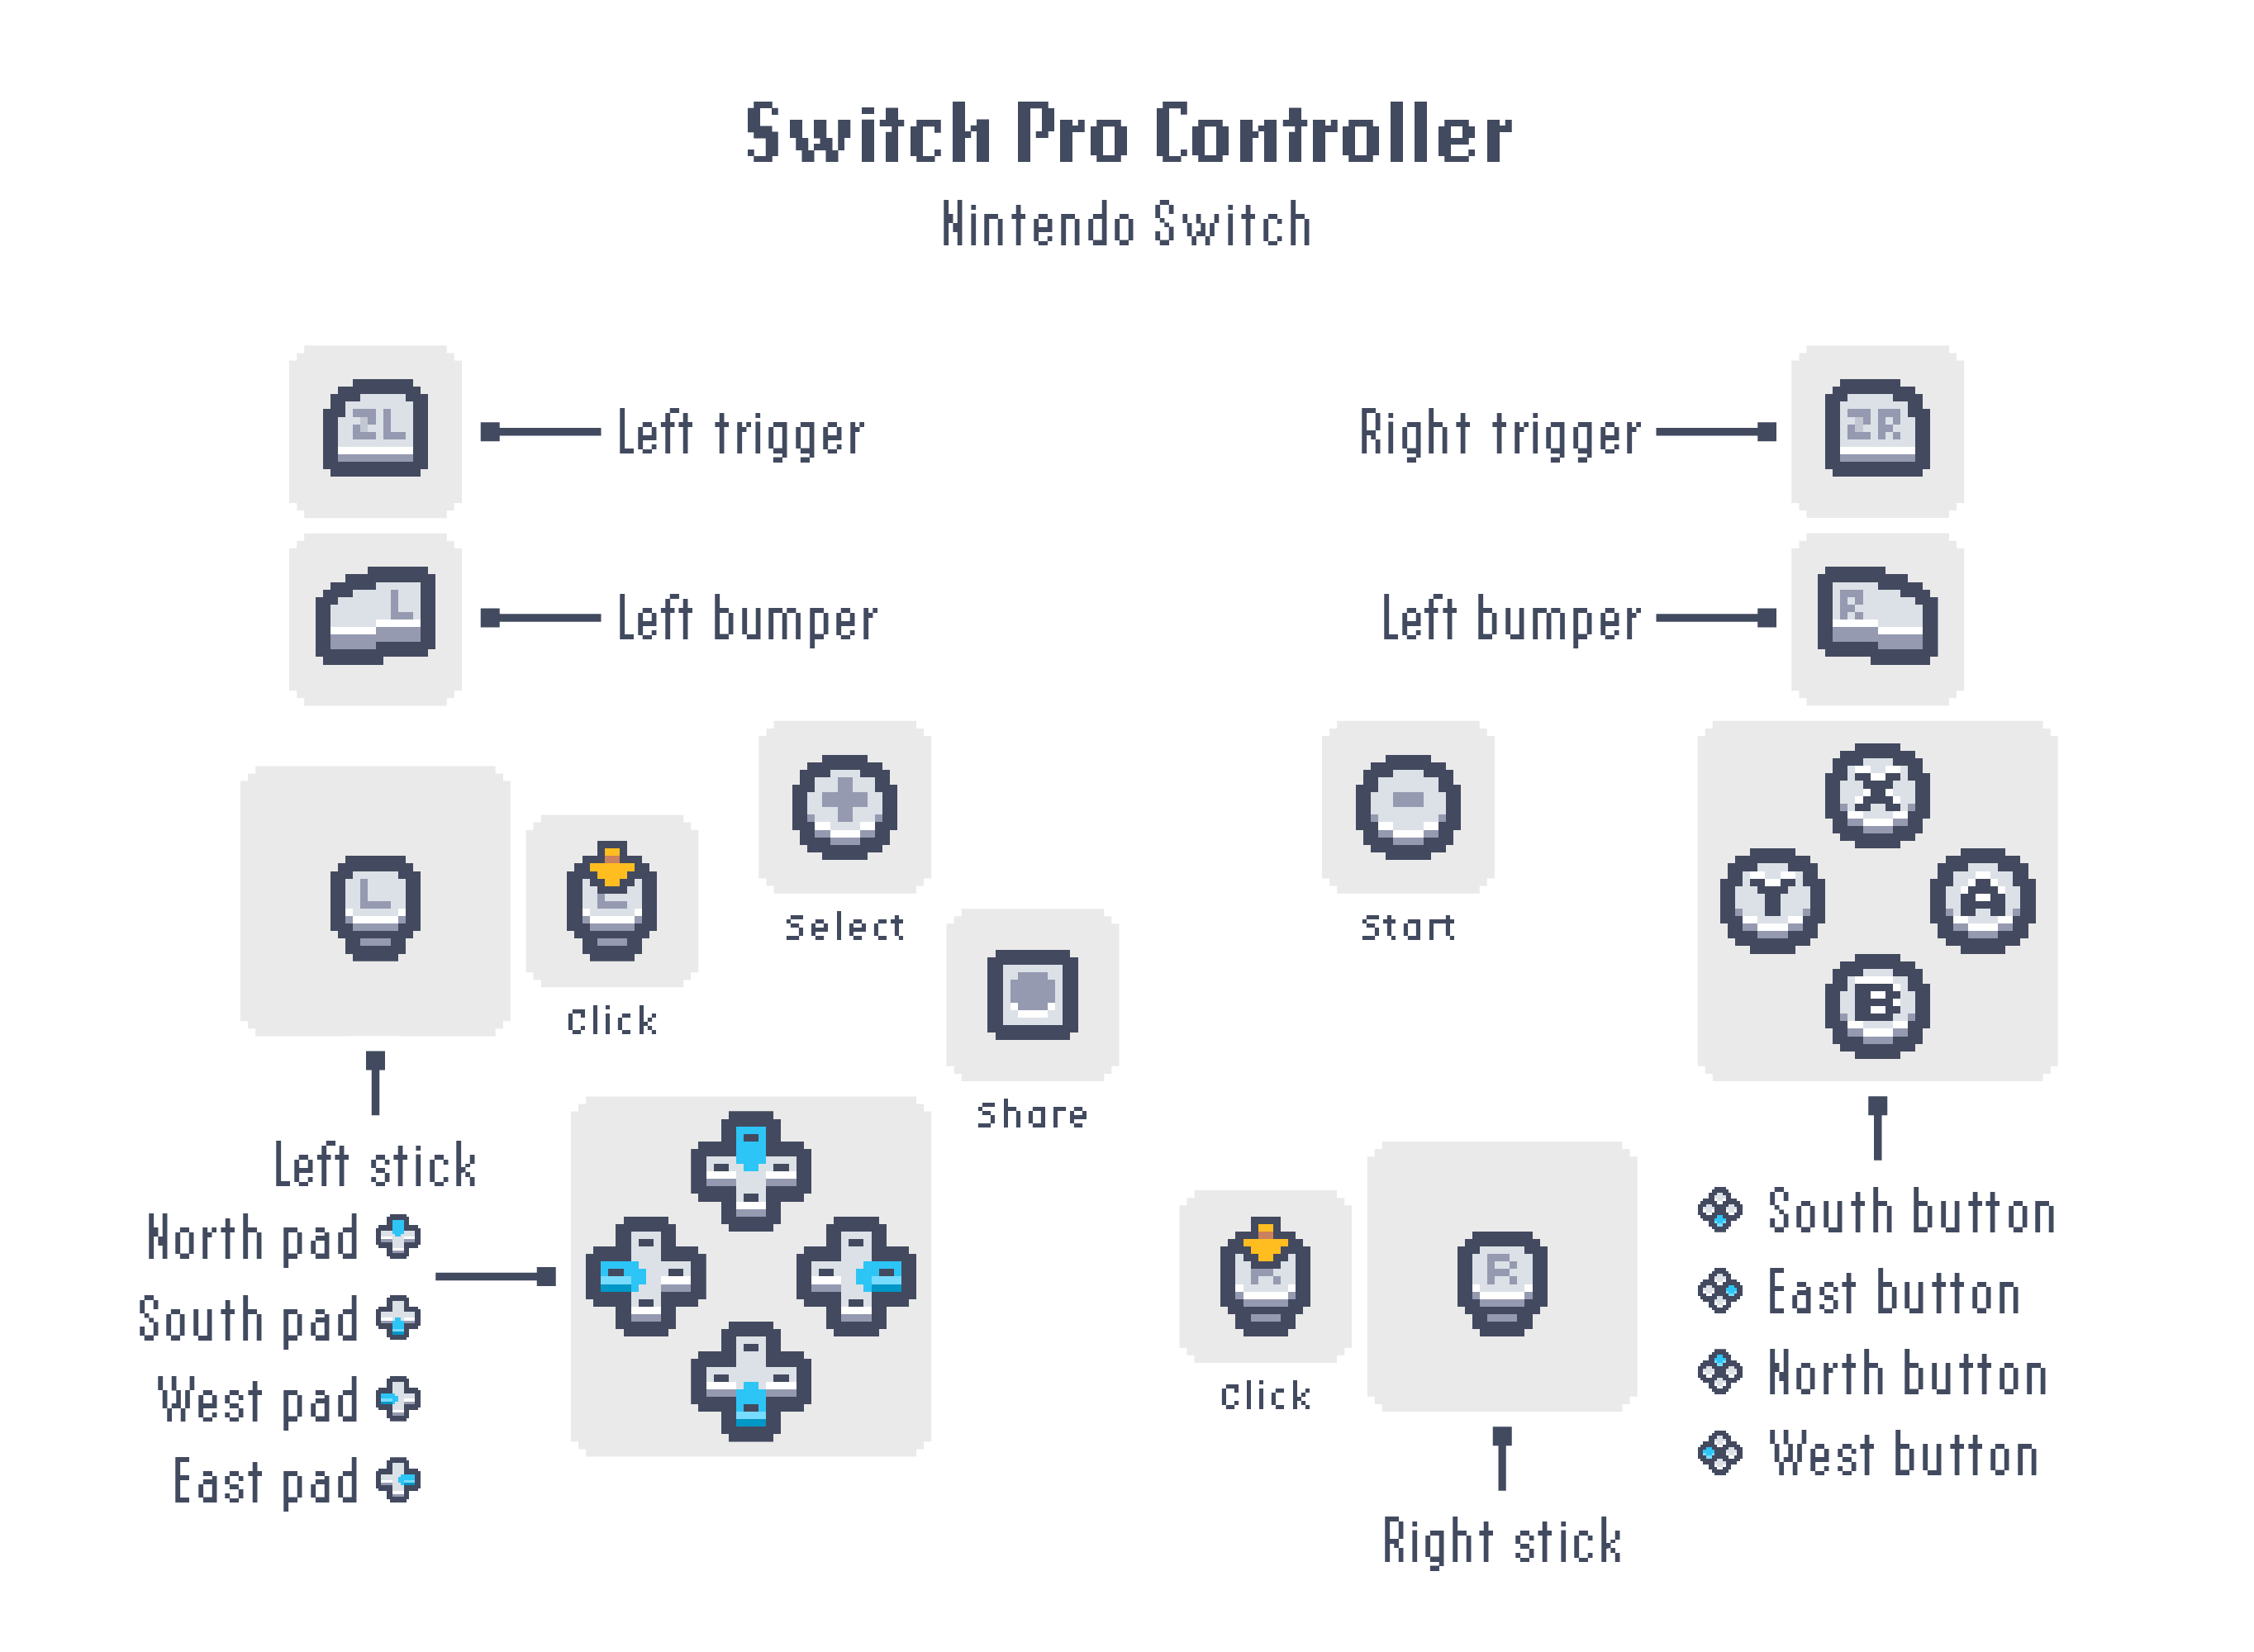 Switch Pro Controller
Nintendo Switch
ZL
Left trigger
Right trigger
ZR
L
Left bumper
Left bumper
R
+
Select
-
Start
X
Y
A
B
L
L
Click
Share
Left stick
North pad
South pad
West pad
East pad
R
Click
R
Right stick
South button
East button
North button
West button